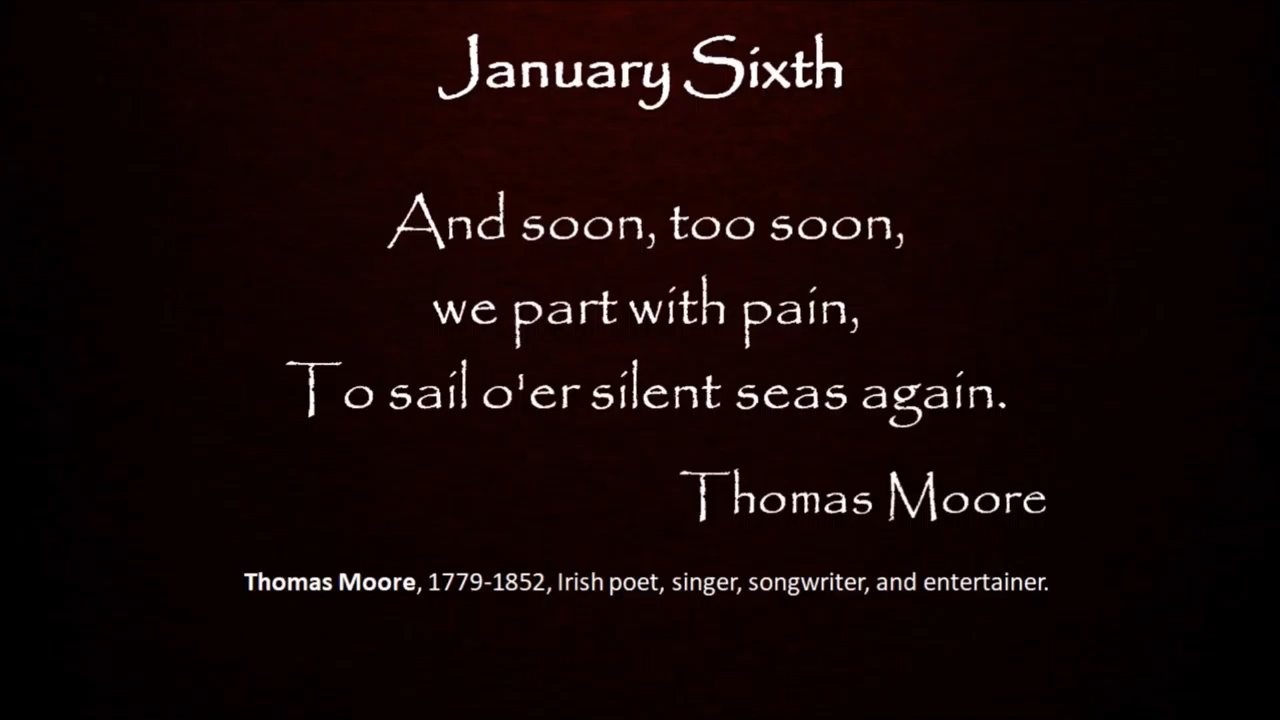 January Sixth
And soon, too soon,
we part with pain,
To sail o'er silent seas again.
Thomas Moore
Thomas Moore, 1779-1852, Irish poet, singer, songwriter, and entertainer.